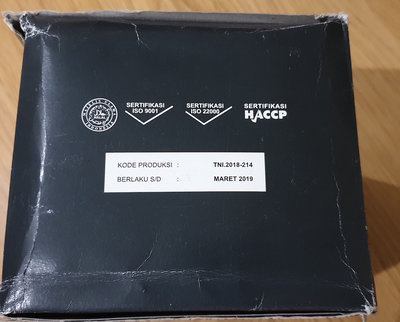 SERTIFIKASI
ISO 9001
SERTIFIKASI
ISO 22000
SERTIFIKASI
HACCP
KODE PRODUKSI : TNI.2018-214
BERLAKU S/D : MARET 2019